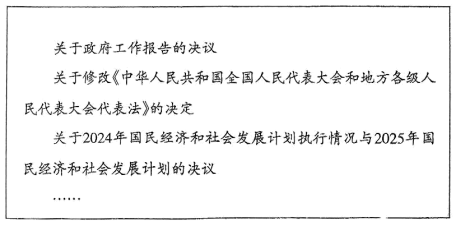 关于政府工作报告的决议
关于修改《中华人民共和国全国人民代表大会和地方各级人
民代表大会代表法》的决定
关于2024年国民经济和社会发展计划执行情况与2025年国
民经济和社会发展计划的决议
……